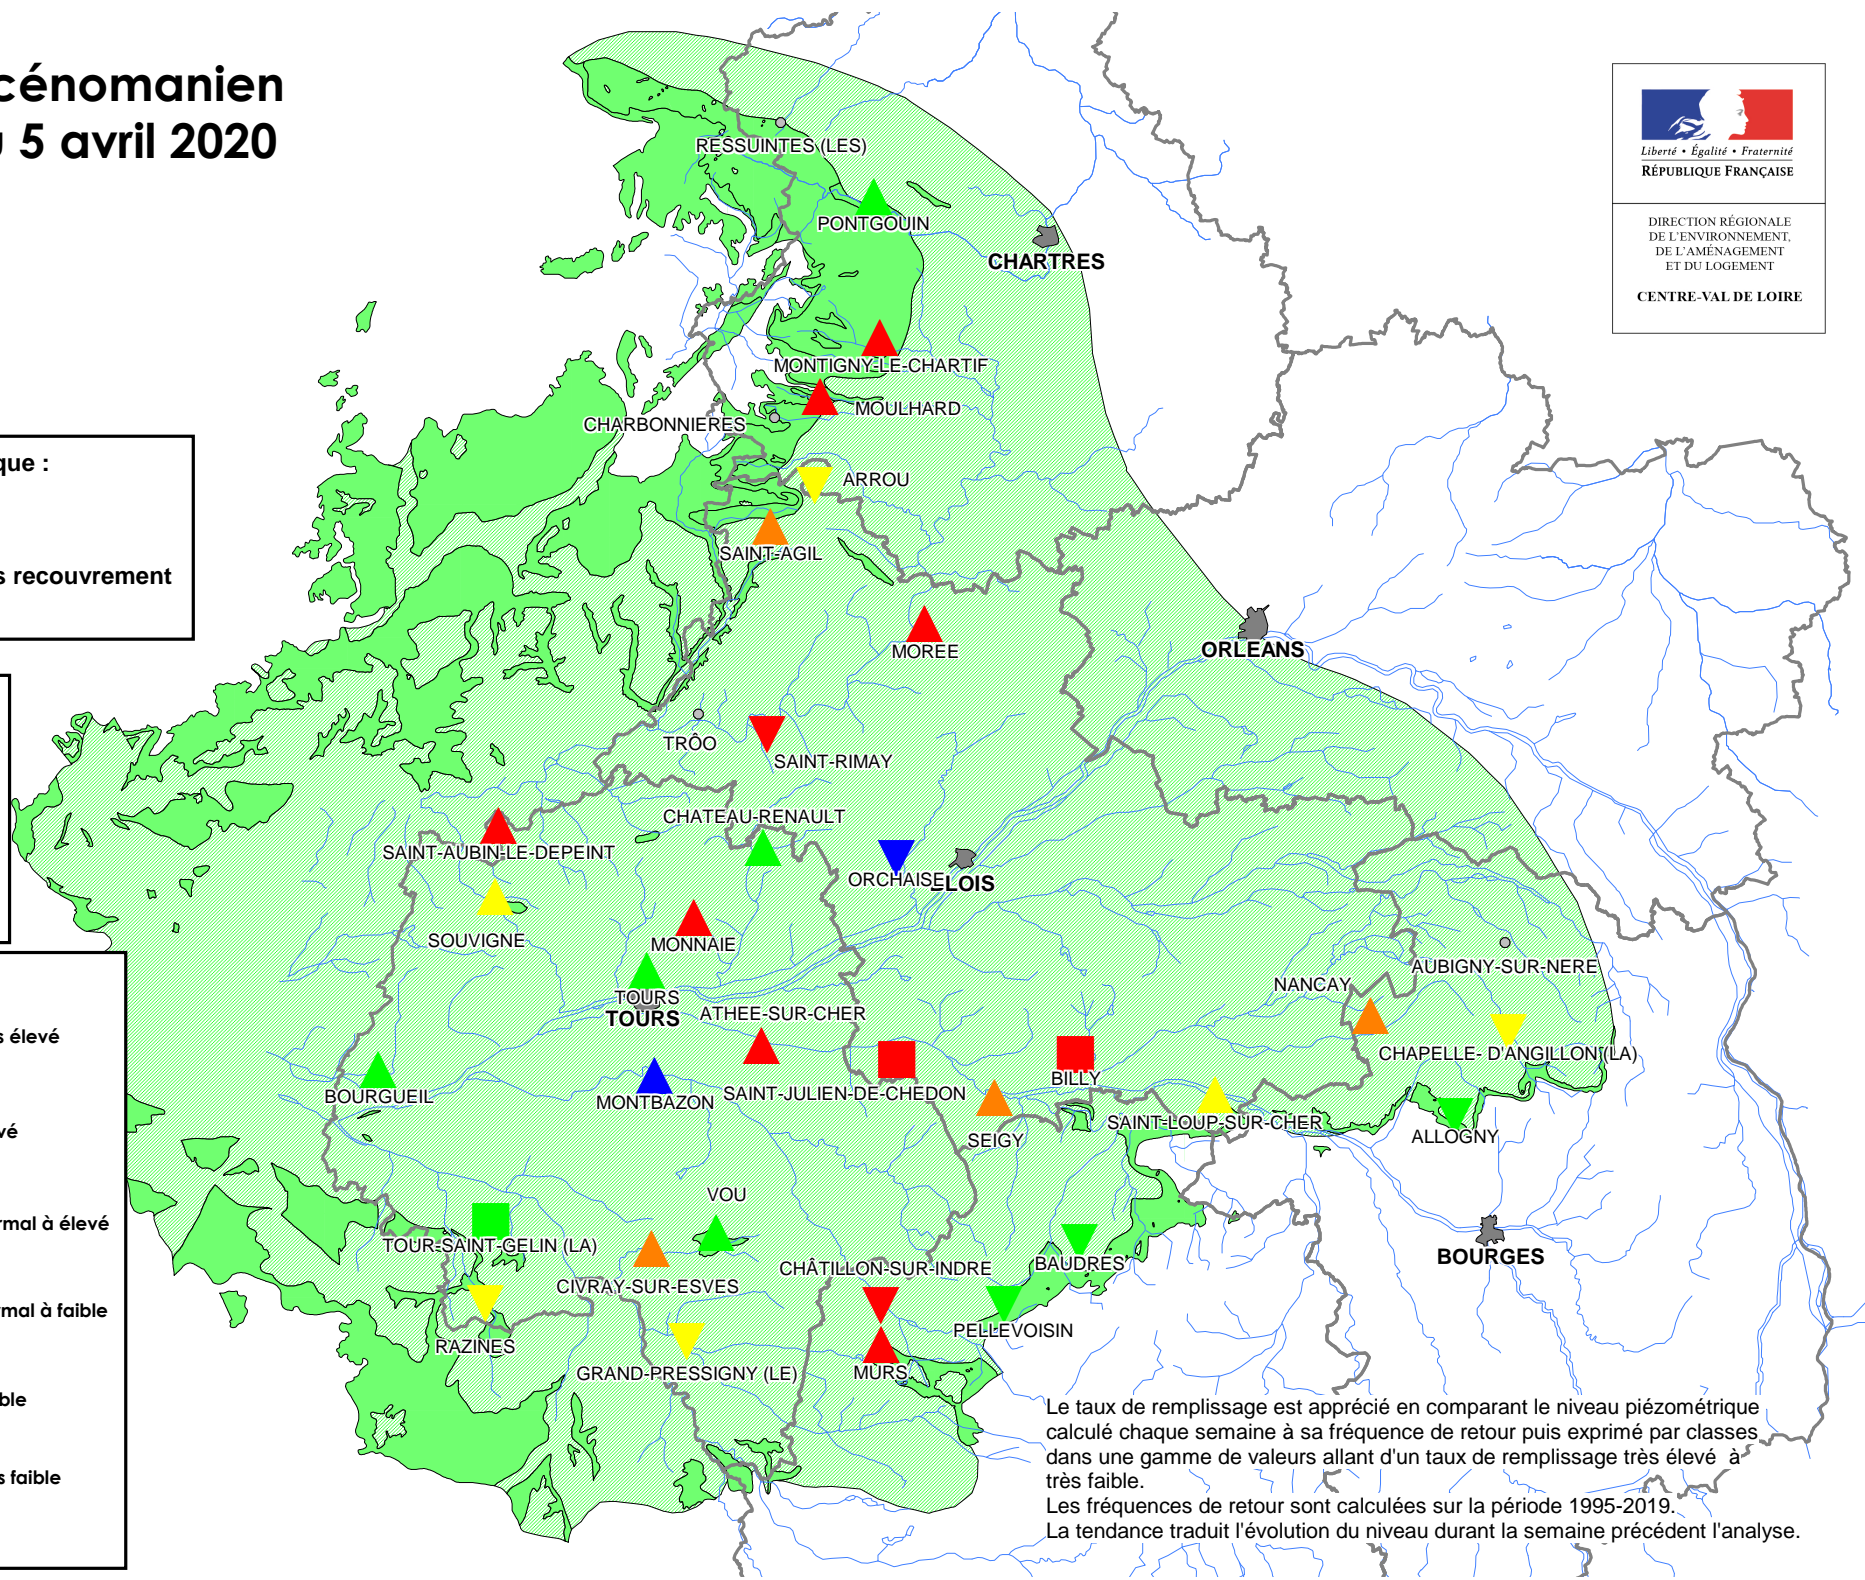 cénomanien
5 avril 2020
Liberté • Égalité • Fraternité
RÉPUBLIQUE FRANÇAISE
DIRECTION RÉGIONALE
DE L'ENVIRONNEMENT,
DE L'AMÉNAGEMENT
ET DU LOGEMENT
CENTRE-VAL DE LOIRE
RESSUINTES (LES)
PONTGOUIN
CHARTRES
MONTIGNY-LE-CHARTIF
MOULHARD
CHARBONNIERES
que :
ARROU
SAINT-AGIL
s recouvrement
MOREE
ORLEANS
TRÔO
SAINT-RIMAY
CHATEAU-RENAULT
SAINT-AUBIN-LE-DEPEINT
ORCHAISE
BLOIS
SOUVIGNE
MONNAIE
AUBIGNY-SUR-NERE
NANCAY
TOURS
TOURS
ATHEE-SUR-CHER
s élevé
CHAPELLE- D'ANGILLON (LA)
BILLY
BOURGUEIL
MONTBAZON
SAINT-JULIEN-DE-CHEDON
SAINT-LOUP-SUR-CHER
vé
SEIGY
ALLOGNY
VOU
rmal à élevé
TOUR-SAINT-GELIN (LA)
BOURGES
CHÂTILLON-SUR-INDRE
BAUDRES
CIVRAY-SUR-ESVES
rmal à faible
PELLEVOISIN
RAZINES
GRAND-PRESSIGNY (LE)
MURS
ble
s faible
Le taux de remplissage est apprécié en comparant le niveau piézométrique
calculé chaque semaine à sa fréquence de retour puis exprimé par classes
dans une gamme de valeurs allant d'un taux de remplissage très élevé à
très faible.
Les fréquences de retour sont calculées sur la période 1995-2019.
La tendance traduit l'évolution du niveau durant la semaine précédent l'analyse.